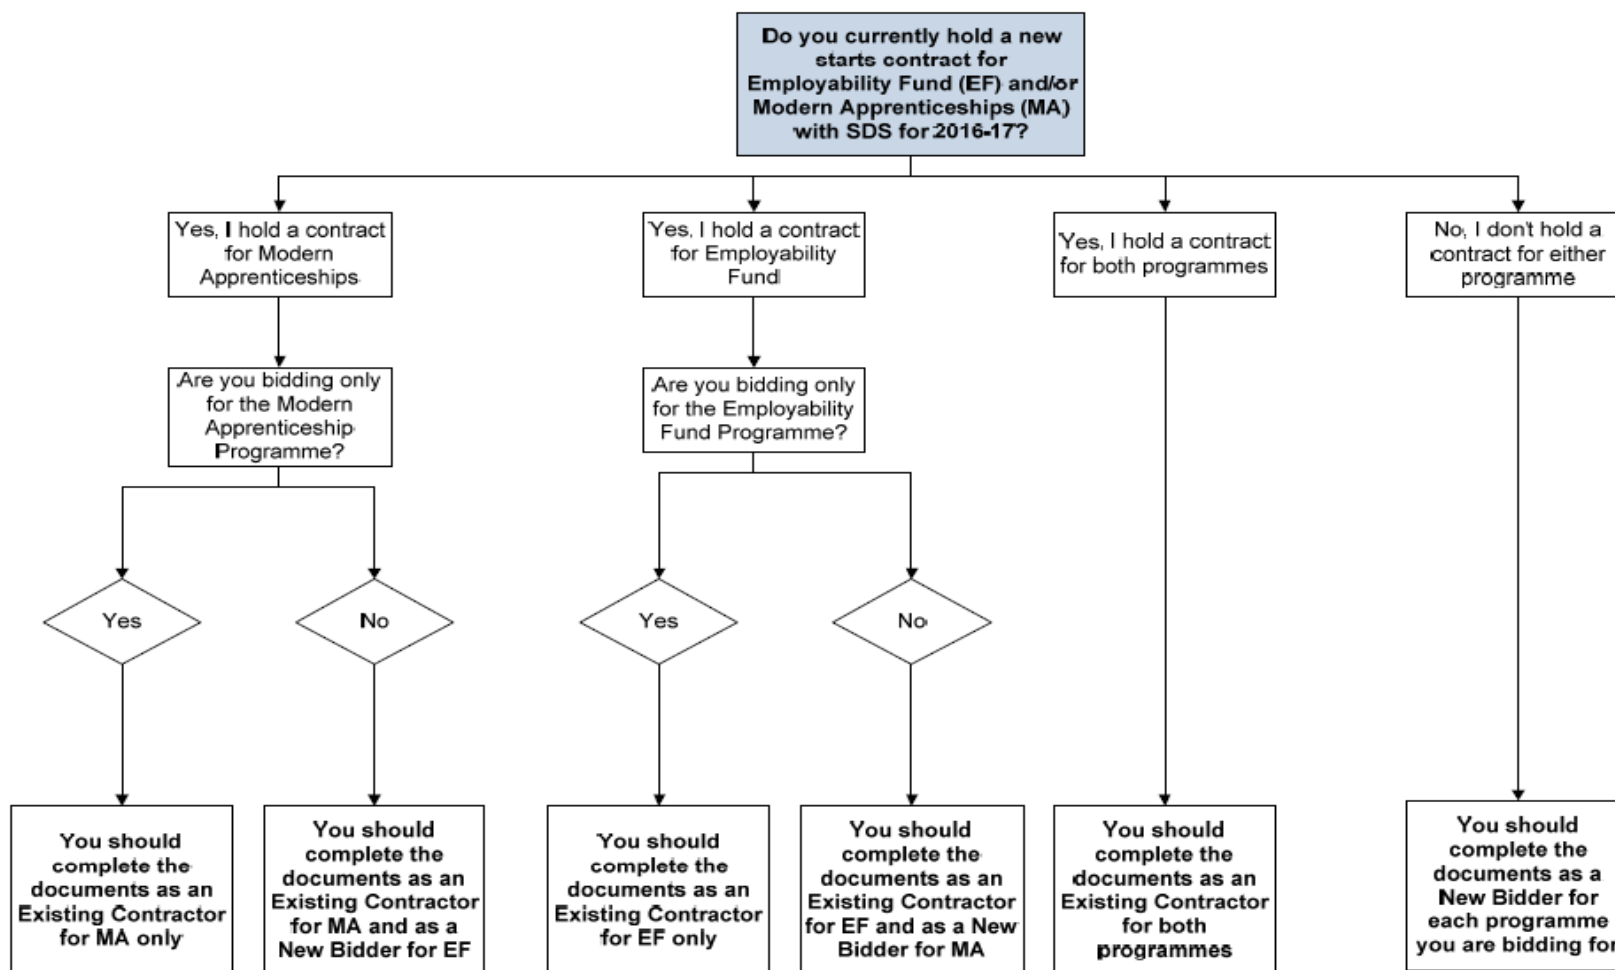 Do you currently hold a new
starts contract for
Employability Fund (EF) and/or
Modern Apprenticeships (MA)
with SDS for 2016-17?
Yes, I hold a contract
for Modern
Apprenticeships
Yes, I hold a contract
for Employability
Fund
Yes, I hold a contract
for both programmes
No, I don't hold a
contract for either
programme
Are you bidding only
for the Modern
Apprenticeship
Programme?
Are you bidding only
for the Employability
Fund Programme?
Yes
No
Yes
No
You should
complete the
documents as an
Existing Contractor
for MA only
You should
complete the
documents as an
Existing Contractor
for MA and as a
New Bidder for EF
You should
complete the
documents as an
Existing Contractor
for EF only
You should
complete the
documents as an
Existing Contractor
for EF and as a New
Bidder for MA
You should
complete the
documents as an
Existing Contractor
for both
programmes
You should
complete the
documents as a
New Bidder for
each programme
you are bidding for